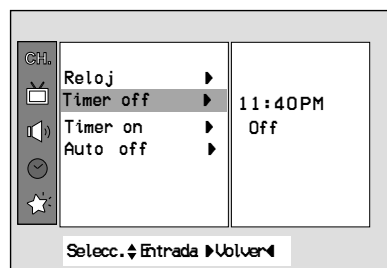 CH.
Reloj ▶
Timer off ▶ 11:40PM
Off
Timer on ▶
Auto off ▶
Selecc.♦ Entrada ▶Volver◀